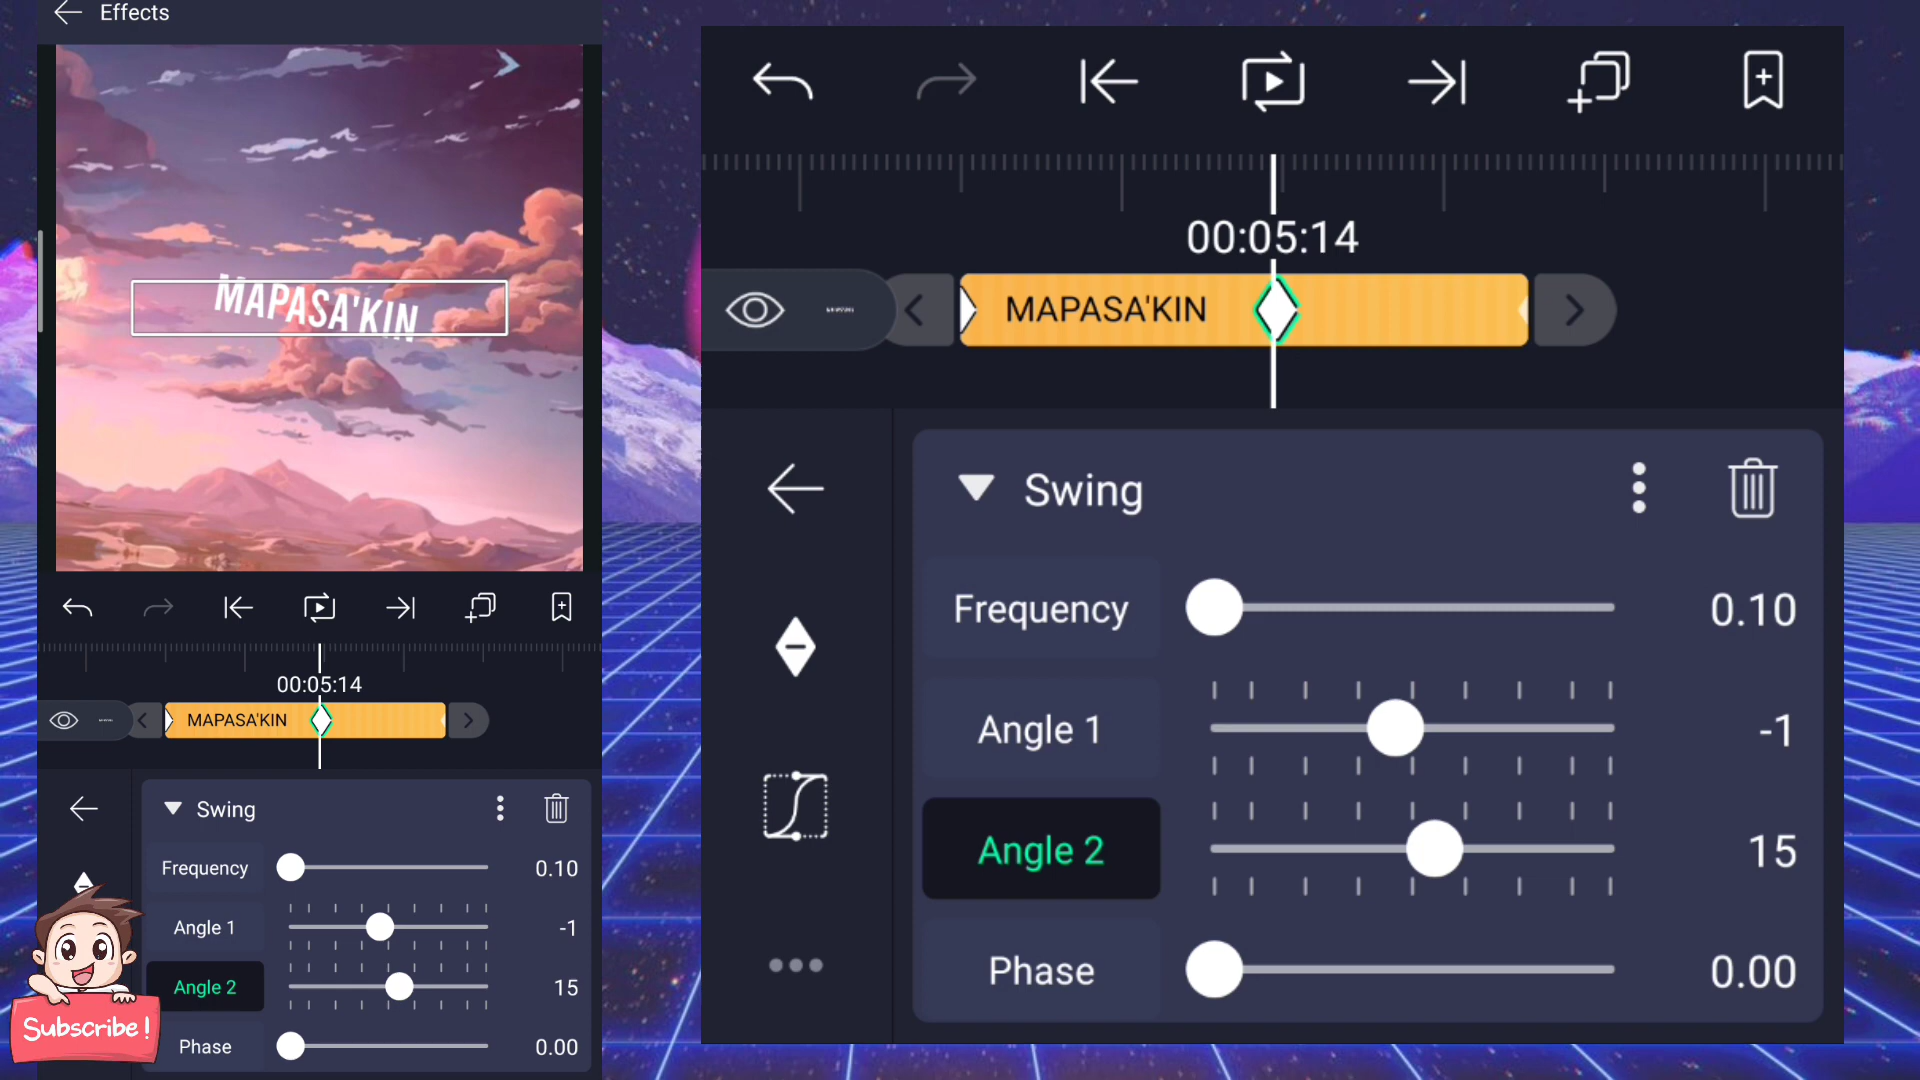 Effects
MAPASA'KIN
00:05:14
MAPASA'KIN
Swing
Frequency 0.10
Angle 1 -1
Angle 2 15
Phase 0.00
Subscribe!
00:05:14
MAPASA'KIN
Swing
Frequency 0.10
Angle 1 -1
Angle 2 15
Phase 0.00